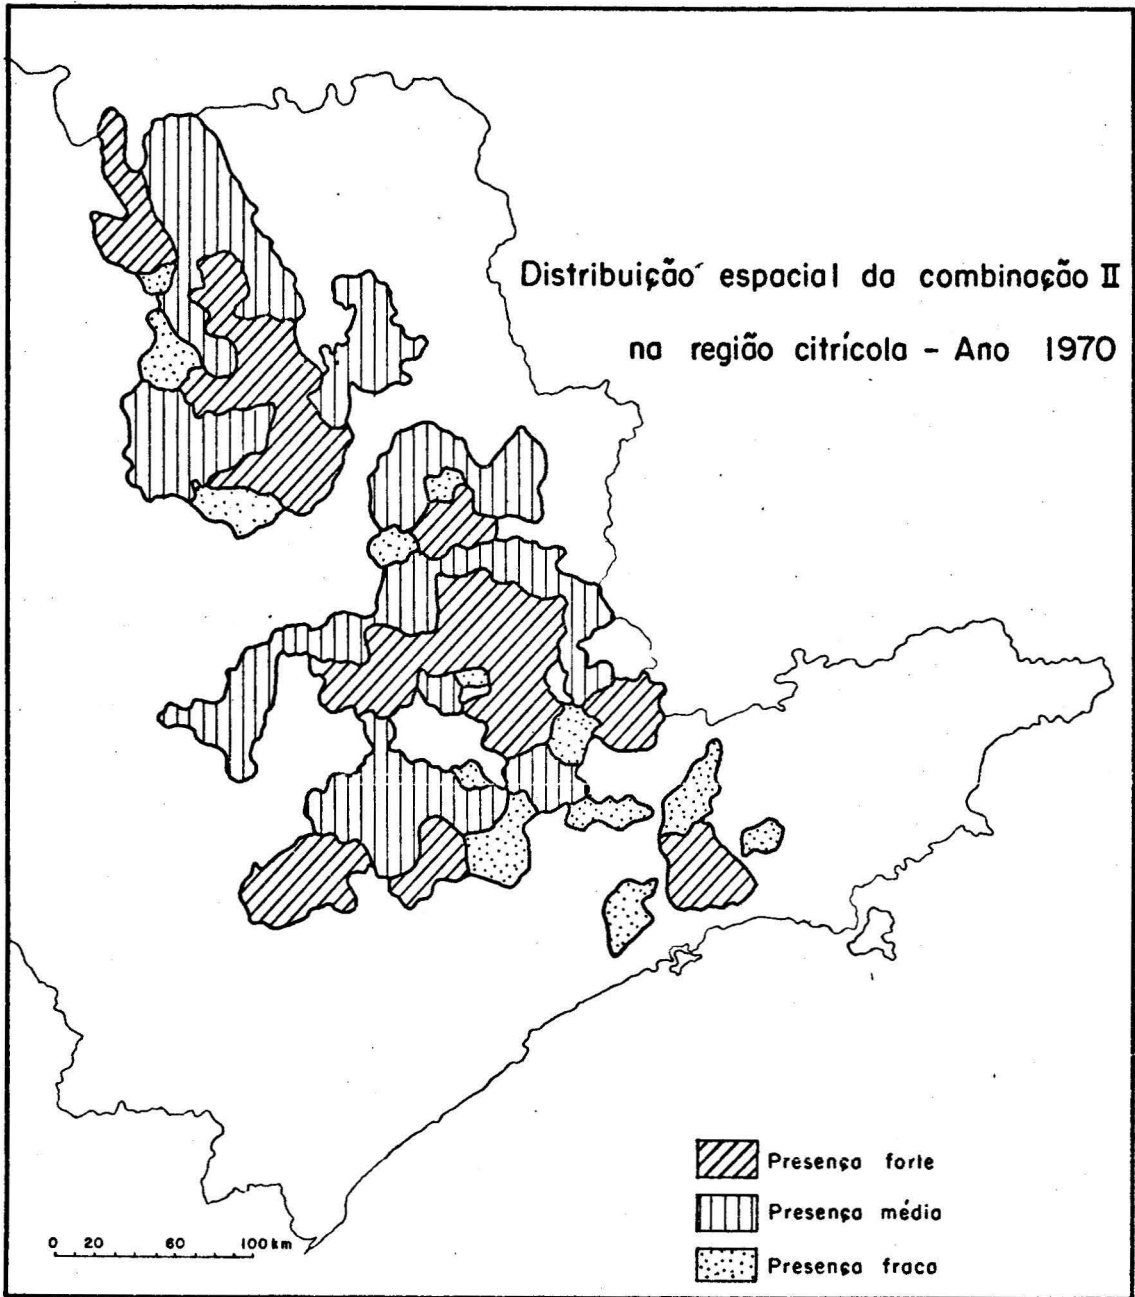 Distribuição espacial da combinação II
na região citrícola - Ano 1970
Presença forte
Presença média
Presença fraca
0 20 60 100 km